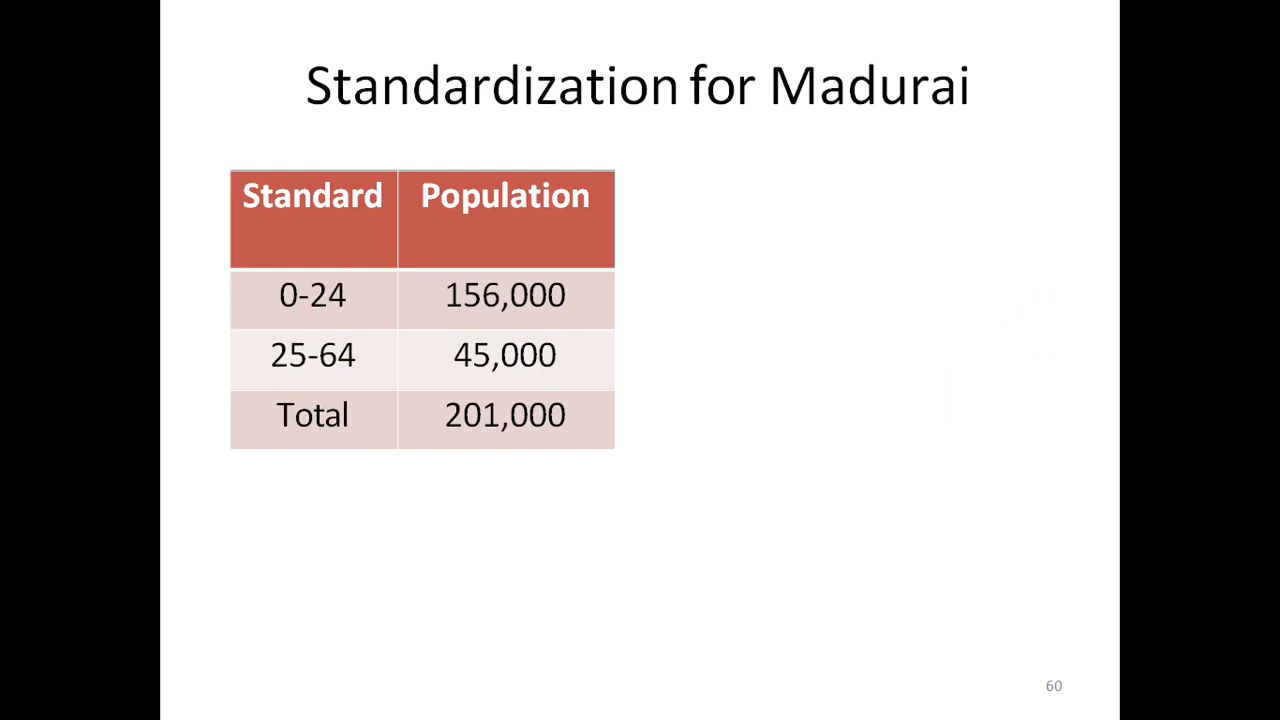 Standardization for Madurai
Standard Population
0-24 156,000
25-64 45,000
Total 201,000
60